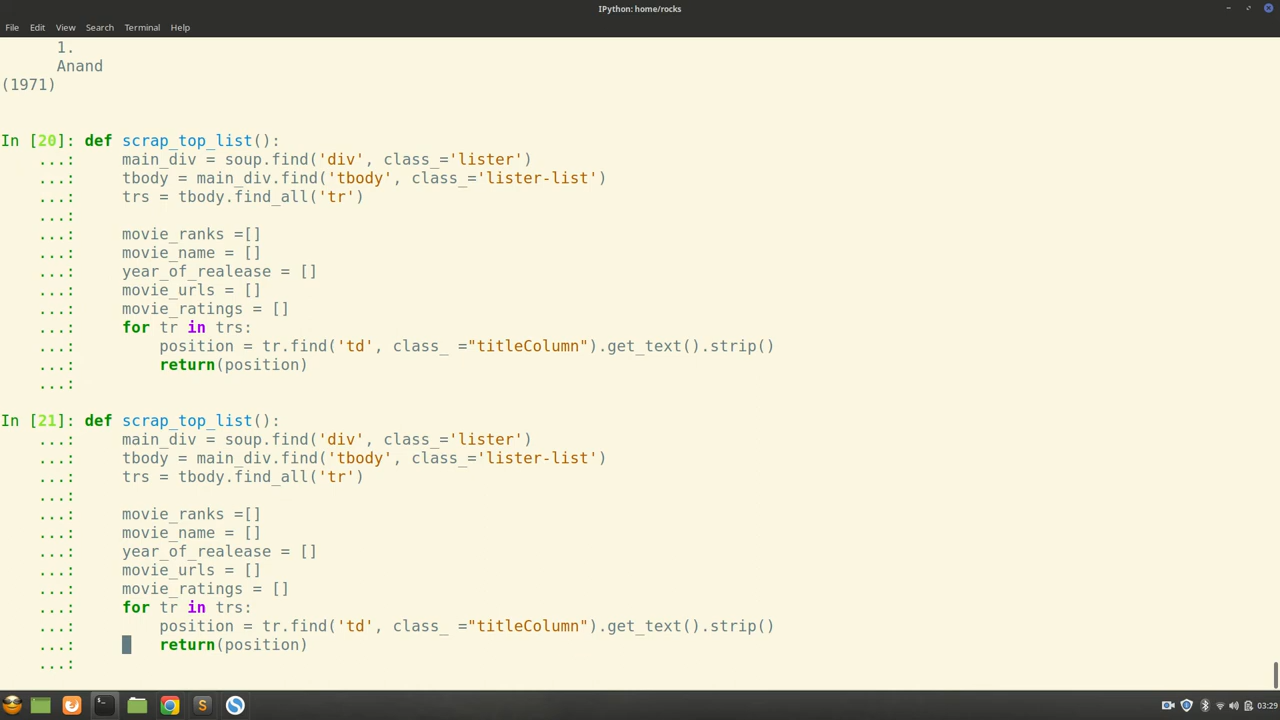 IPython: home/rocks
File Edit View Search Terminal Help
1.
Anand
(1971)
In [20]: def scrap_top_list():
...: main_div = soup.find('div', class_='lister')
...: tbody = main_div.find('tbody', class_='lister-list')
...: trs = tbody.find_all('tr')
...:
...: movie_ranks =[]
...: movie_name = []
...: year_of_realease = []
...: movie_urls = []
...: movie_ratings = []
...: for tr in trs:
...: position = tr.find('td', class_ ="titleColumn").get_text().strip()
...: return(position)
...:
In [21]: def scrap_top_list():
...: main_div = soup.find('div', class_='lister')
...: tbody = main_div.find('tbody', class_='lister-list')
...: trs = tbody.find_all('tr')
...:
...: movie_ranks =[]
...: movie_name = []
...: year_of_realease = []
...: movie_urls = []
...: movie_ratings = []
...: for tr in trs:
...: position = tr.find('td', class_ ="titleColumn").get_text().strip()
...: return(position)
...:
03:29